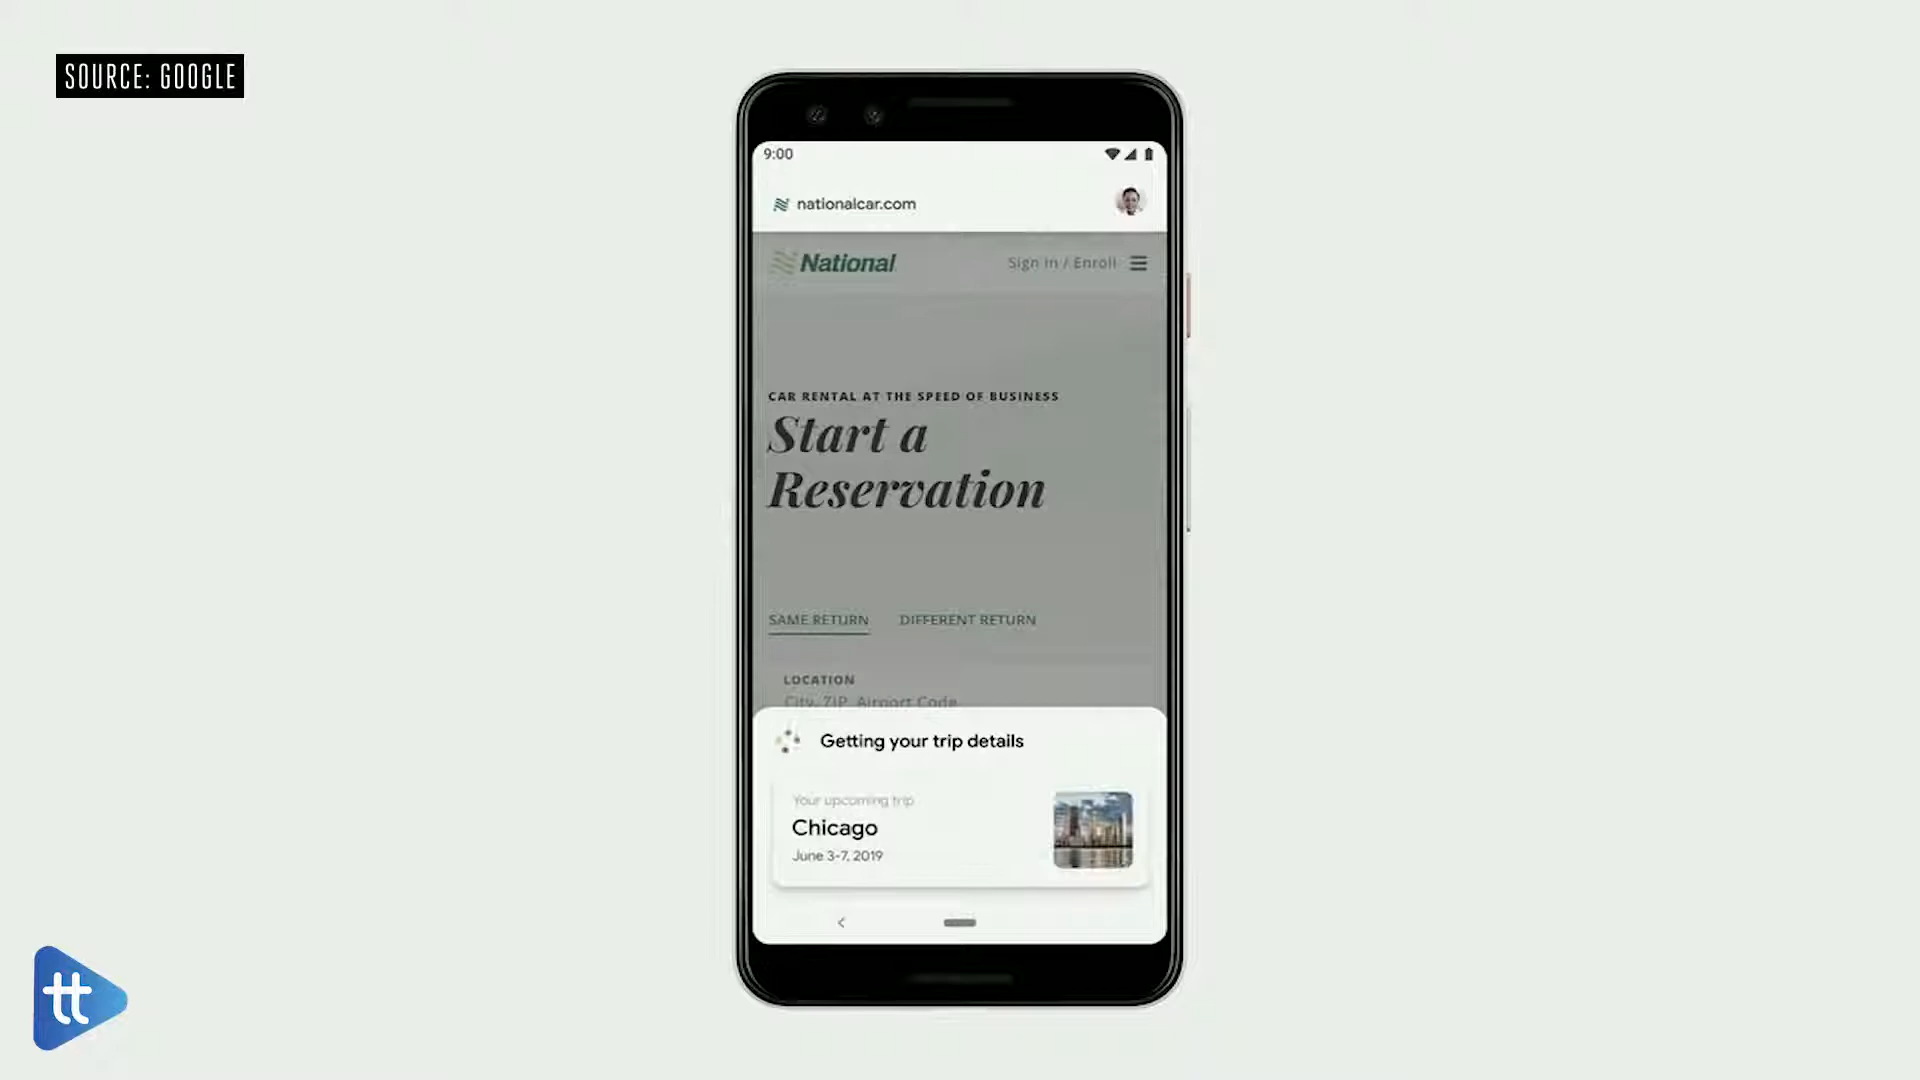 SOURCE: GOOGLE
9:00
nationalcar.com
National
Sign In / Enroll
CAR RENTAL AT THE SPEED OF BUSINESS
Start a
Reservation
SAME RETURN DIFFERENT RETURN
LOCATION
City, ZIP, Airport Code
Getting your trip details
Your upcoming trip
Chicago
June 3-7, 2019
tt